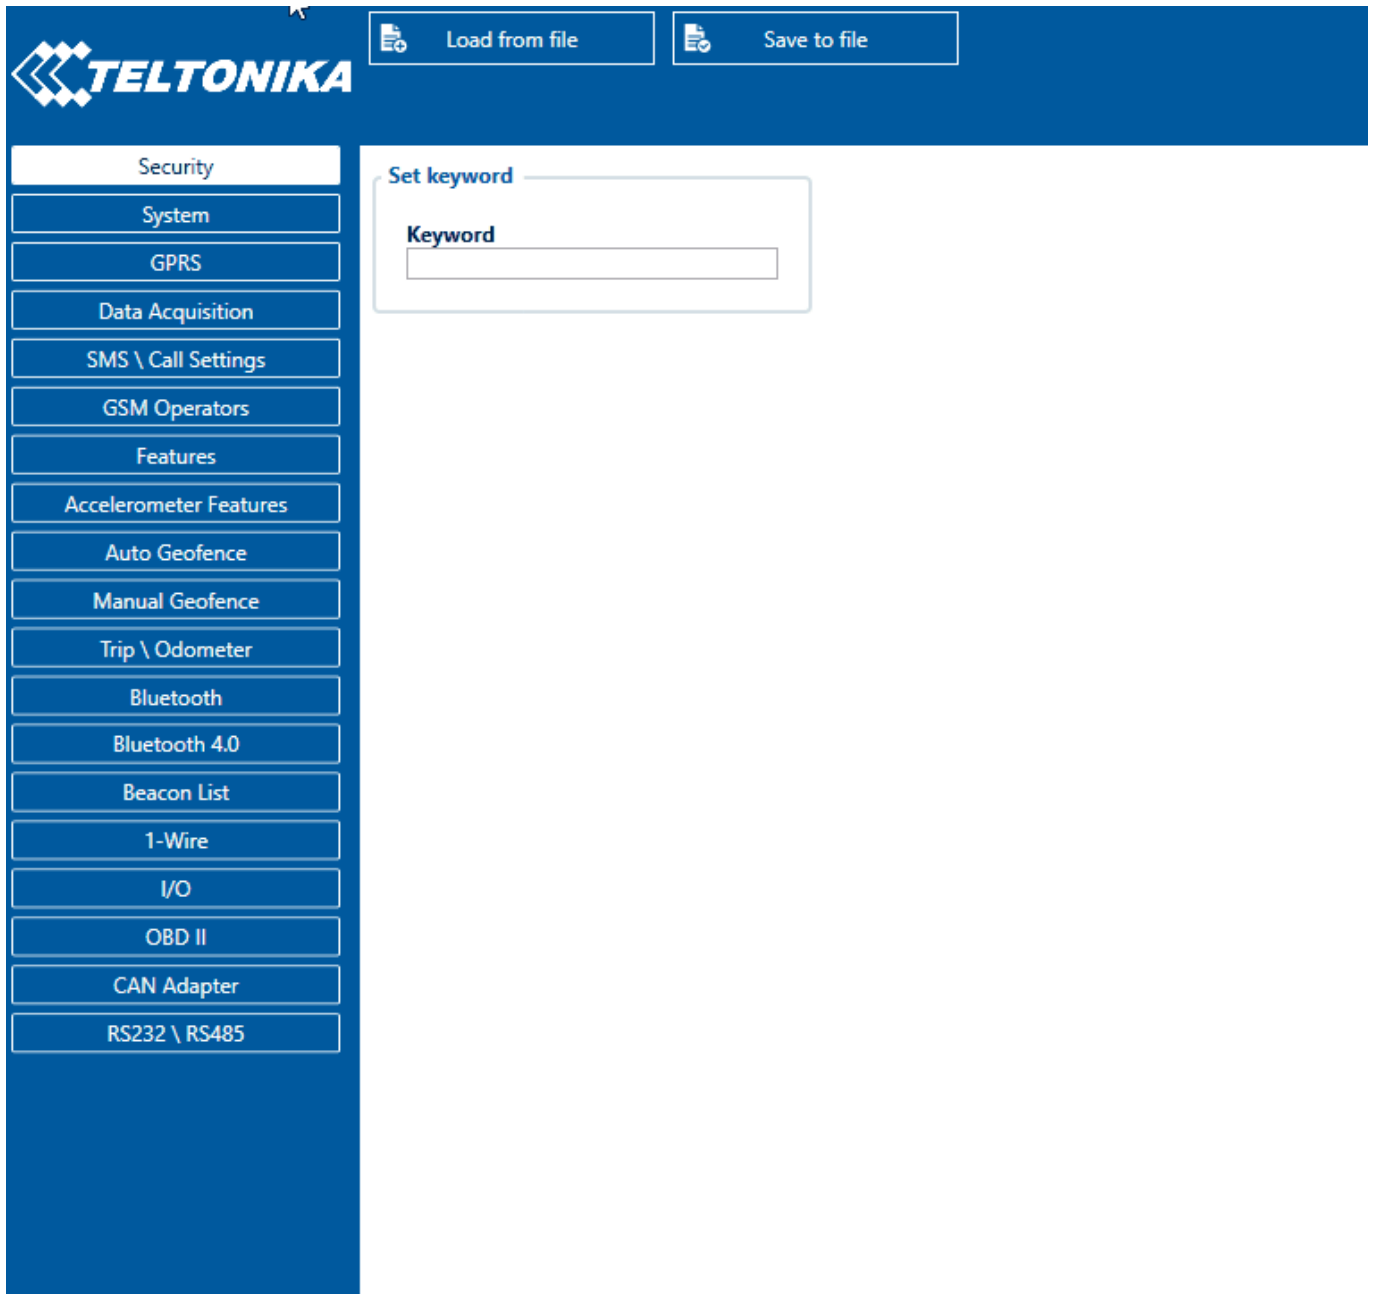 TELTONIKA
Load from file
Save to file
Security
System
GPRS
Data Acquisition
SMS \ Call Settings
GSM Operators
Features
Accelerometer Features
Auto Geofence
Manual Geofence
Trip \ Odometer
Bluetooth
Bluetooth 4.0
Beacon List
1-Wire
I/O
OBD II
CAN Adapter
RS232 \ RS485
Set keyword
Keyword